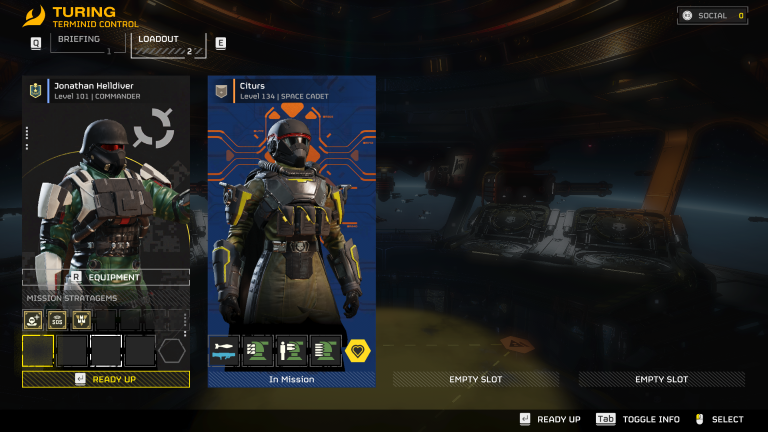 TURING
TERMINID CONTROL
SOCIAL 0
Q
BRIEFING
1
LOADOUT
2
E
Jonathan Helldiver
Level 101 | COMMANDER
Citurs
Level 134 | SPACE CADET
R EQUIPMENT
MISSION STRATAGEMS
SOS
READY UP
In Mission
EMPTY SLOT
EMPTY SLOT
READY UP
Tab TOGGLE INFO
SELECT